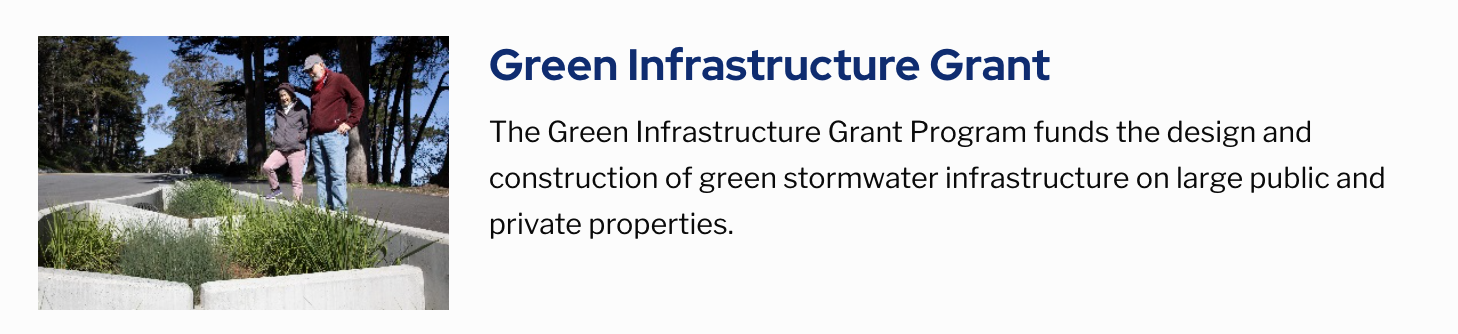 Green Infrastructure Grant
The Green Infrastructure Grant Program funds the design and
construction of green stormwater infrastructure on large public and
private properties.